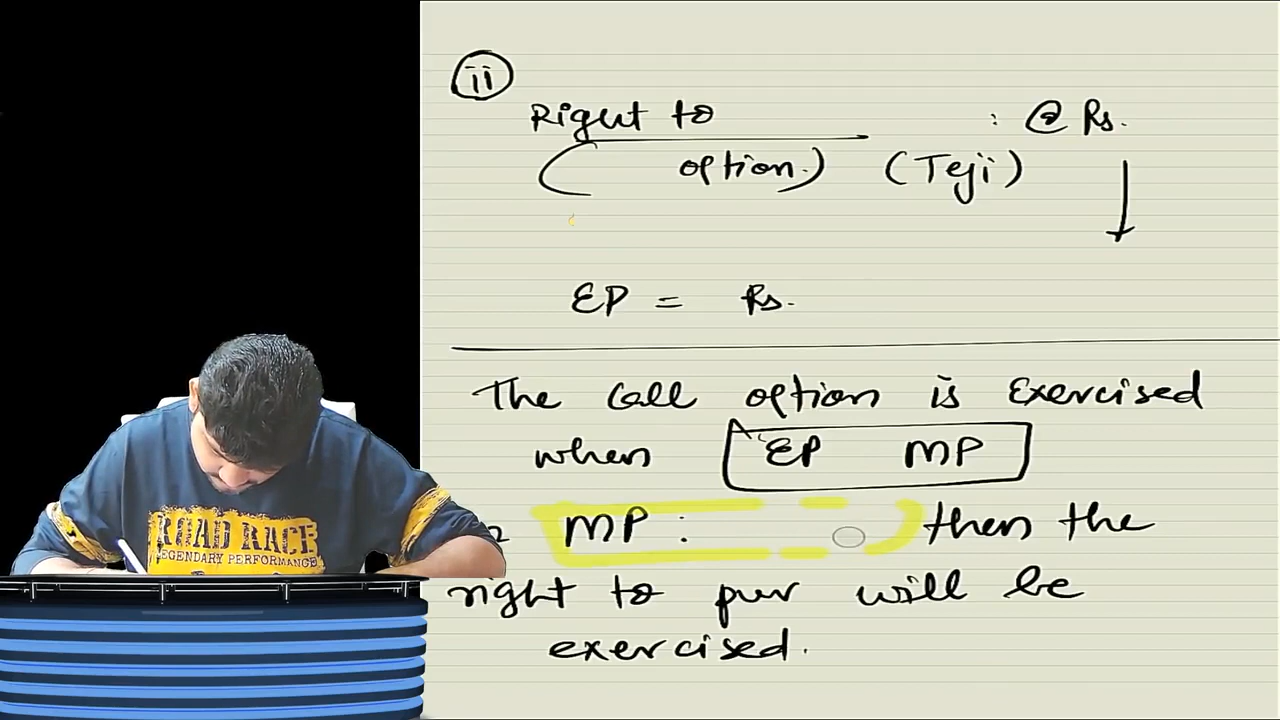 ii
Right to : @ Rs.
( option.) (Teji)
EP = Rs.
The Call option is Exercised
when EP MP
MP : then the
right to pur will be
exercised.
ROAD RACE
LEGENDARY PERFORMANCE